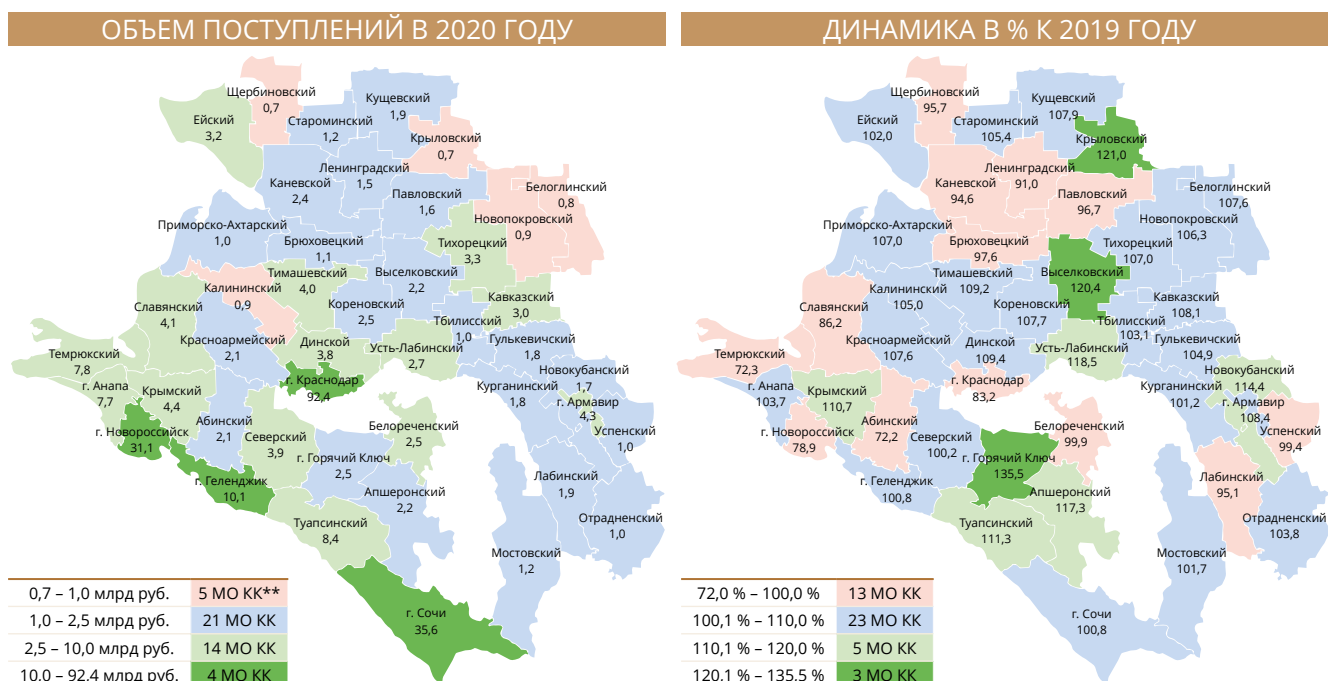 ОБЪЕМ ПОСТУПЛЕНИЙ В 2020 ГОДУ
Щербиновский
0,7
Кущевский
1,9
Ейский
3,2
Староминский
1,2
Крыловский
0,7
Ленинградский
1,5
Каневской
2,4
Павловский
1,6
Белоглинский
0,8
Новопокровский
0,9
Приморско-Ахтарский
1,0
Брюховецкий
1,1
Тихорецкий
3,3
Тимашевский
4,0
Выселковский
2,2
Калининский
0,9
Славянский
4,1
Кореновский
2,5
Кавказский
3,0
Тбилисский
1,0
Красноармейский
2,1
Динской
3,8
Усть-Лабинский
2,7
Гулькевичский
1,8
Темрюкский
7,8
г. Краснодар
92,4
Новокубанский
1,7
г. Анапа
7,7
Крымский
4,4
Курганинский
1,8
г. Армавир
4,3
Абинский
2,1
г. Новороссийск
31,1
Северский
3,9
Белореченский
2,5
Успенский
1,0
г. Горячий Ключ
2,5
г. Геленджик
10,1
Лабинский
1,9
Апшеронский
2,2
Туапсинский
8,4
Отрадненский
1,0
Мостовский
1,2
г. Сочи
35,6
0,7 – 1,0 млрд руб. 5 МО КК**
1,0 – 2,5 млрд руб. 21 МО КК
2,5 – 10,0 млрд руб. 14 МО КК
10,0 – 92,4 млрд руб. 4 МО КК
ДИНАМИКА В % К 2019 ГОДУ
Щербиновский
95,7
Кущевский
107,9
Ейский
102,0
Староминский
105,4
Крыловский
121,0
Ленинградский
91,0
Каневской
94,6
Павловский
96,7
Белоглинский
107,6
Новопокровский
106,3
Приморско-Ахтарский
107,0
Брюховецкий
97,6
Тихорецкий
107,0
Тимашевский
109,2
Выселковский
120,4
Калининский
105,0
Славянский
86,2
Кореновский
107,7
Кавказский
108,1
Тбилисский
103,1
Красноармейский
107,6
Динской
109,4
Усть-Лабинский
118,5
Гулькевичский
104,9
Темрюкский
72,3
г. Краснодар
83,2
Новокубанский
114,4
г. Анапа
103,7
Крымский
110,7
Курганинский
101,2
г. Армавир
108,4
Абинский
72,2
г. Новороссийск
78,9
Северский
100,2
Белореченский
99,9
Успенский
99,4
г. Горячий Ключ
135,5
г. Геленджик
100,8
Лабинский
95,1
Апшеронский
117,3
Туапсинский
111,3
Отрадненский
103,8
Мостовский
101,7
г. Сочи
100,8
72,0 % – 100,0 % 13 МО КК
100,1 % – 110,0 % 23 МО КК
110,1 % – 120,0 % 5 МО КК
120,1 % – 135,5 % 3 МО КК